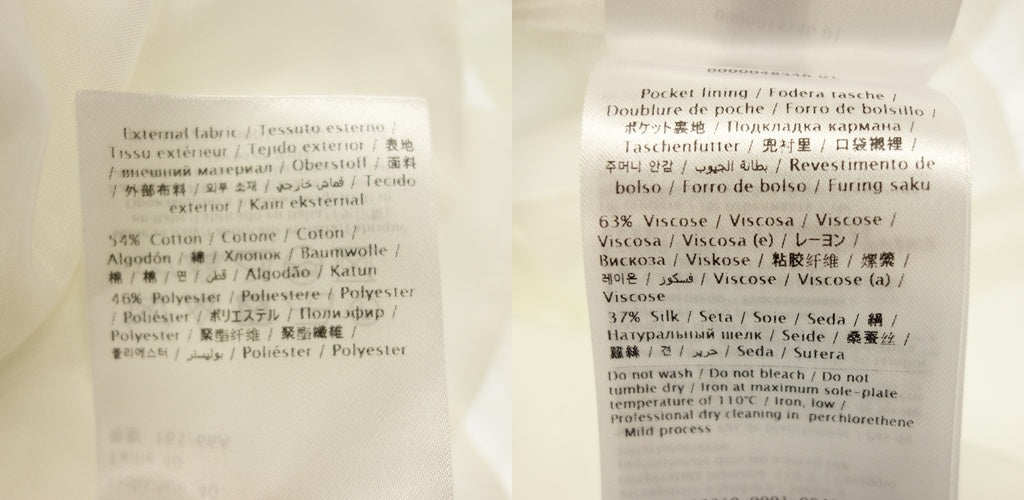 External fabric / Tessuto esterno /
Tissu extérieur / Tejido exterior / 表地
/ внешний материал / Oberstoff / 面料
/ 外部布料 / 외부 소재 / قماش خارجي / Tecido
exterior / Kain eksternal
54% Cotton / Cotone / Coton /
Algodón / 綿 / Хлопок / Baumwolle /
棉 / 棉 / 면 / قطن / Algodão / Katun
46% Polyester / Poliestere / Polyester
/ Poliéster / ポリエステル / Полиэфир /
Polyester / 聚酯纤维 / 聚酯纖維 /
폴리에스터 / بوليستر / Poliéster / Polyester
Pocket lining / Fodera tasche /
Doublure de poche / Forro de bolsillo /
ポケット裏地 / Подкладка кармана /
Taschenfutter / 兜衬里 / 口袋襯裡 /
주머니 안감 / بطانة الجيوب / Revestimento de
bolso / Forro de bolso / Furing saku
63% Viscose / Viscosa / Viscose /
Viscosa / Viscosa (e) / レーヨン /
Вискоза / Viskose / 粘胶纤维 / 嫘縈 /
레이온 / فسكوز / Viscose / Viscose (a) /
Viscose
37% Silk / Seta / Soie / Seda / 絹 /
Натуральный шелк / Seide / 桑蚕丝 /
蠶絲 / 견 / حرير / Seda / Sutera
Do not wash / Do not bleach / Do not
tumble dry / Iron at maximum sole-plate
temperature of 110°C / Iron, low /
Professional dry cleaning in perchlorethene
Mild process